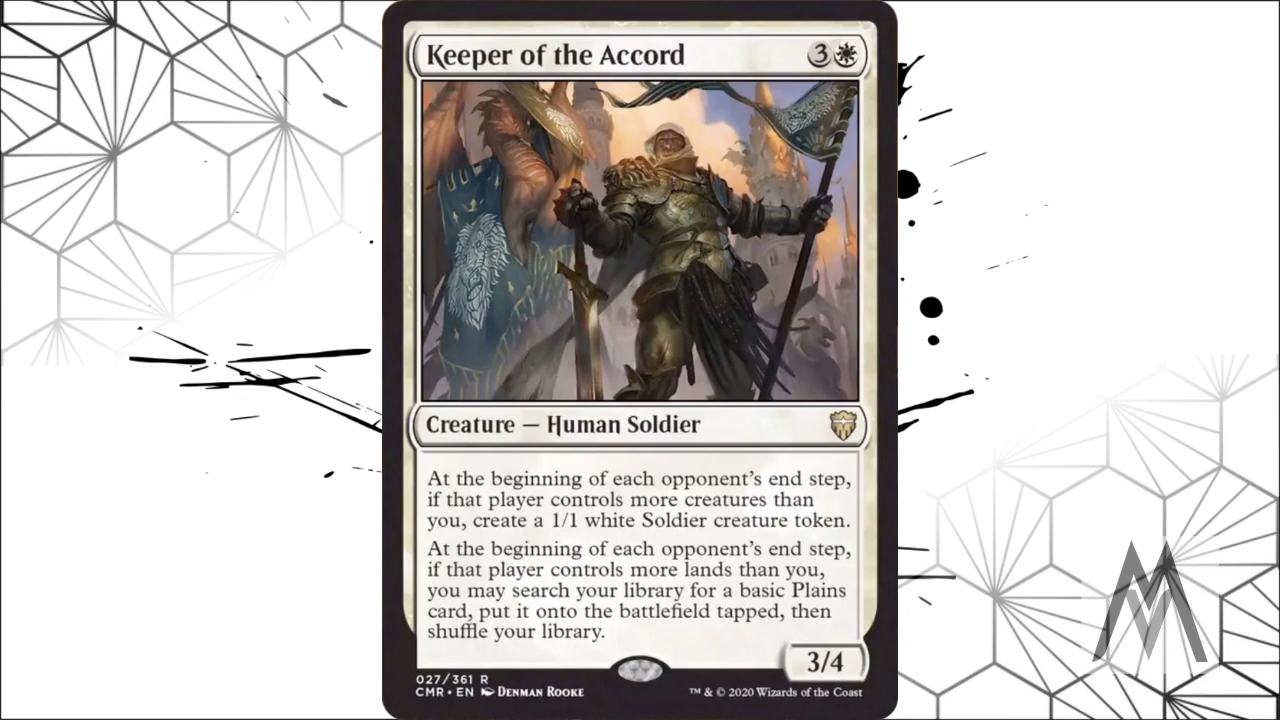 Keeper of the Accord 3
Creature — Human Soldier
At the beginning of each opponent's end step,
if that player controls more creatures than
you, create a 1/1 white Soldier creature token.
At the beginning of each opponent's end step,
if that player controls more lands than you,
you may search your library for a basic Plains
card, put it onto the battlefield tapped, then
shuffle your library.
3/4
027/361 R
CMR • EN Denman Rooke
™ & © 2020 Wizards of the Coast